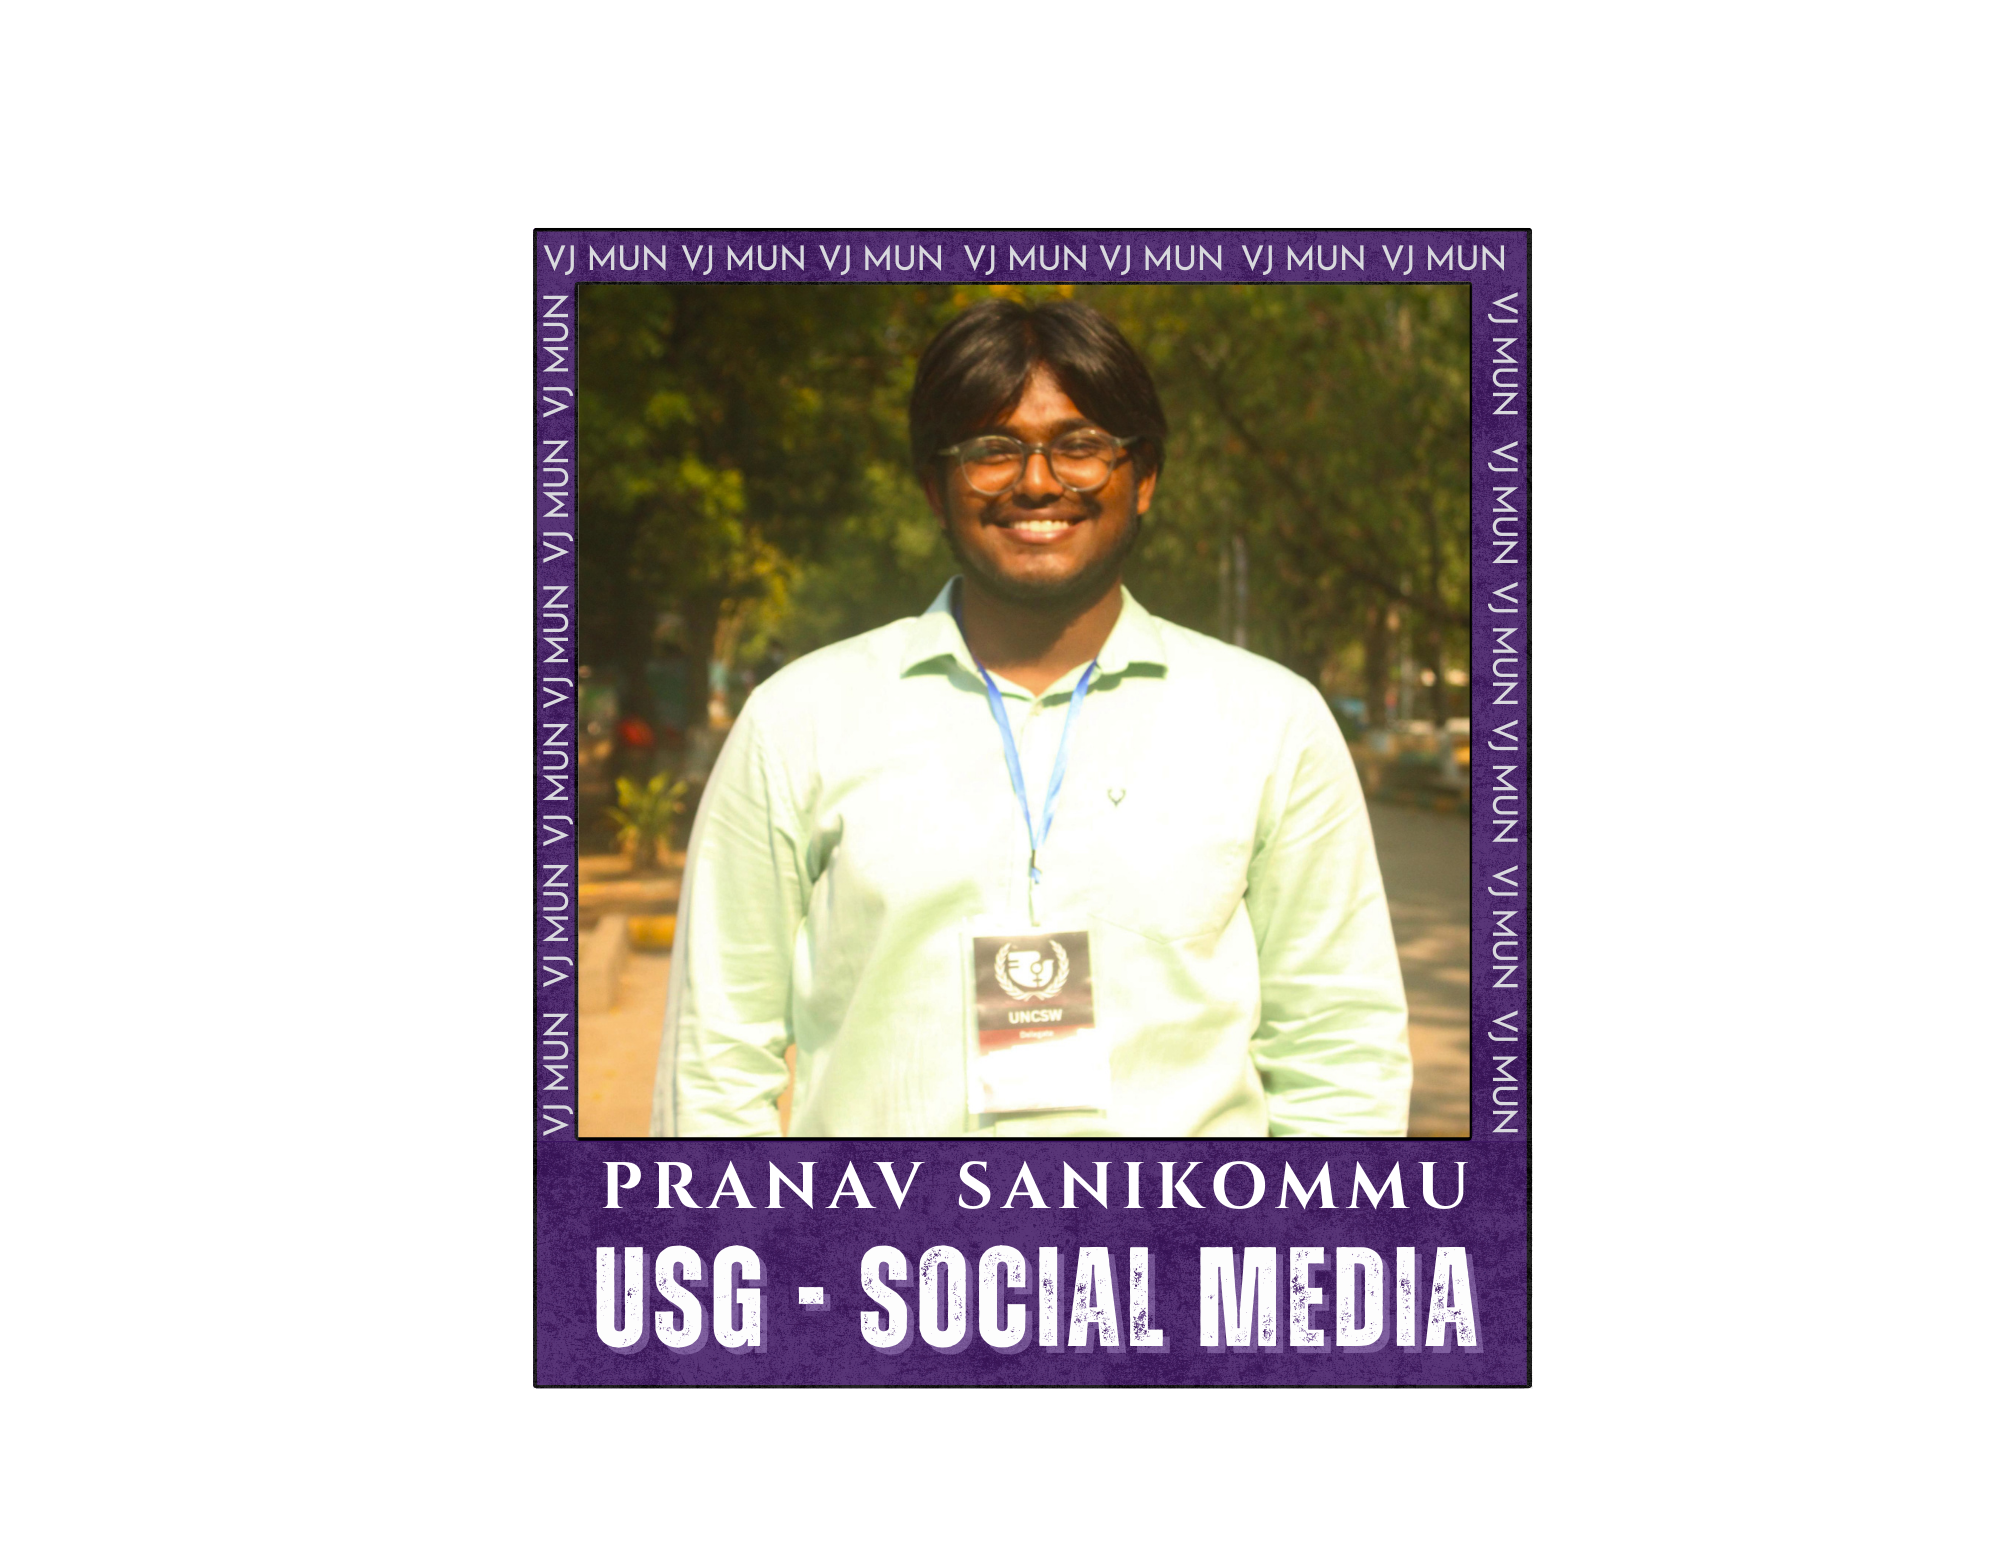 VJ MUN VJ MUN VJ MUN VJ MUN VJ MUN VJ MUN VJ MUN
VJ MUN VJ MUN VJ MUN VJ MUN VJ MUN VJ MUN
VJ MUN VJ MUN VJ MUN VJ MUN VJ MUN VJ MUN
UNCSW
Delegate
PRANAV SANIKOMMU
USG - SOCIAL MEDIA